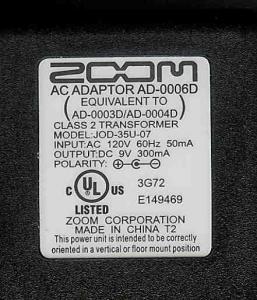 ZOOM
AC ADAPTOR AD-0006D
(EQUIVALENT TO
AD-0003D/AD-0004D)
CLASS 2 TRANSFORMER
MODEL:JOD-35U-07
INPUT:AC 120V 60Hz 50mA
OUTPUT:DC 9V 300mA
POLARITY:
C UL US 3G72
LISTED E149469
ZOOM CORPORATION
MADE IN CHINA T2
This power unit is intended to be correctly
oriented in a vertical or floor mount position